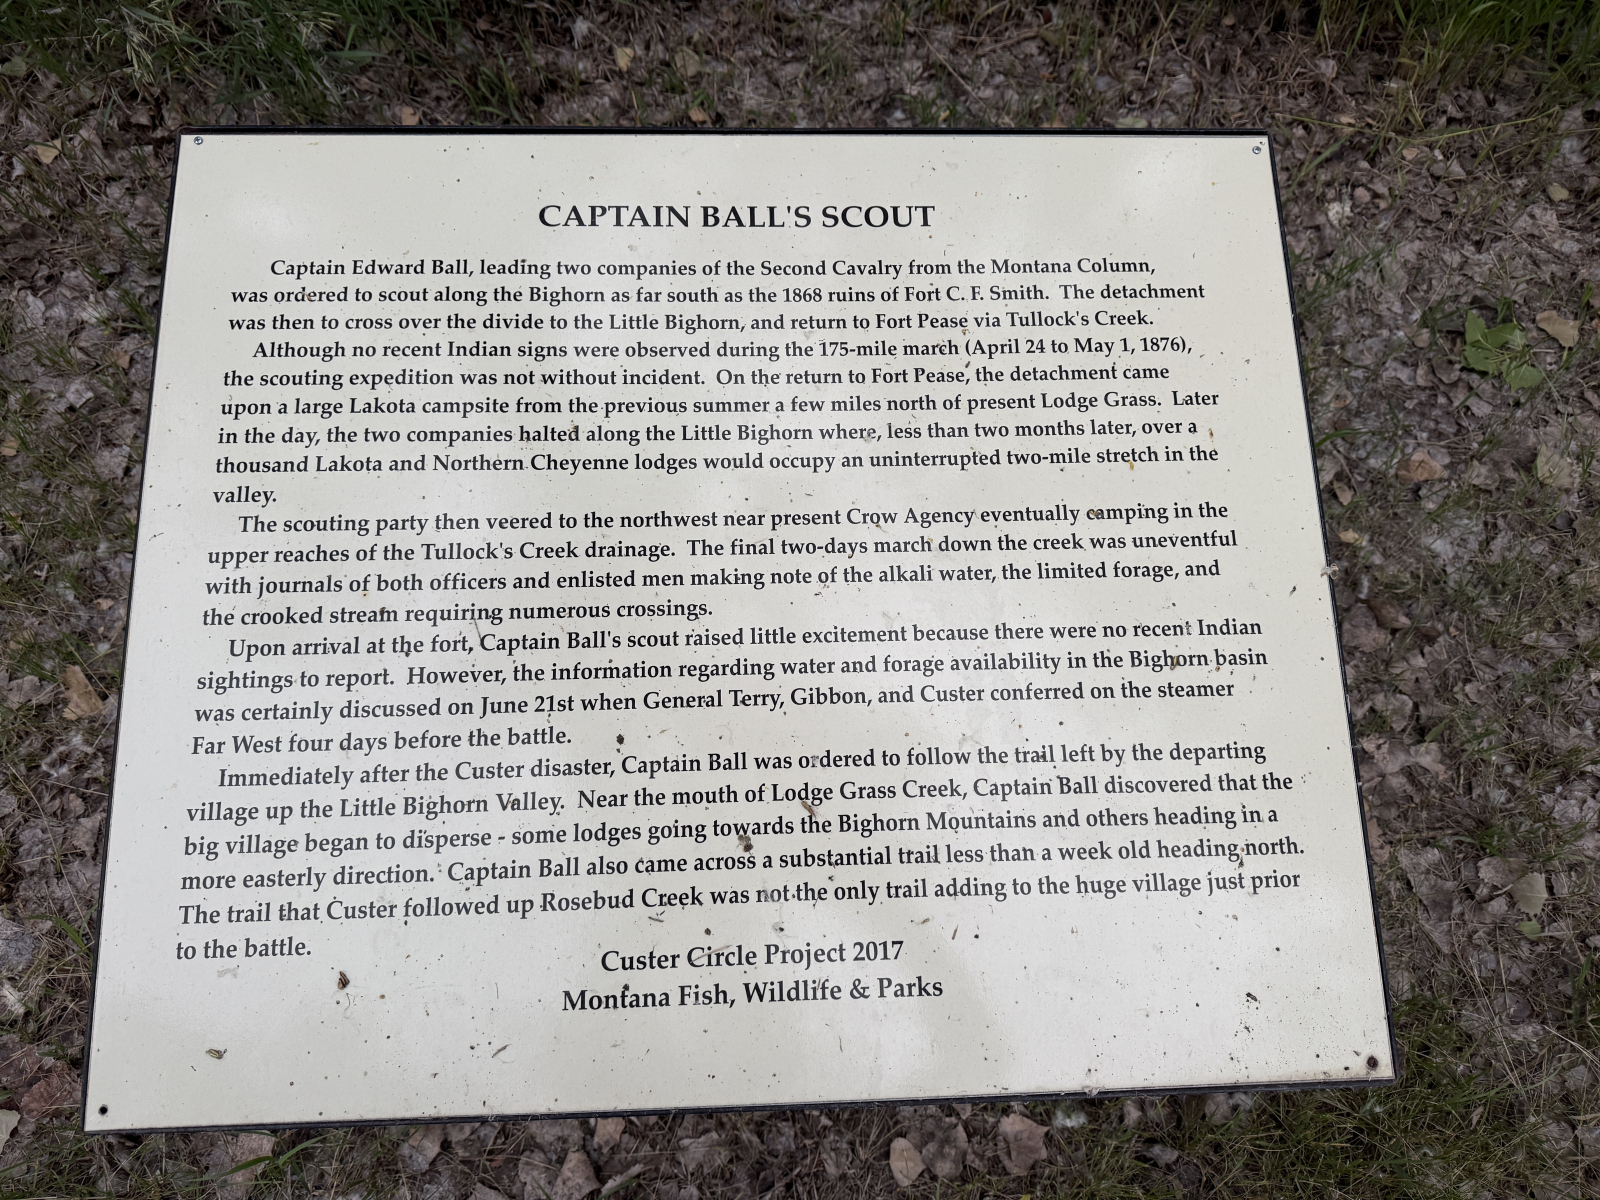 CAPTAIN BALL'S SCOUT
Captain Edward Ball, leading two companies of the Second Cavalry from the Montana Column,
was ordered to scout along the Bighorn as far south as the 1868 ruins of Fort C. F. Smith. The detachment
was then to cross over the divide to the Little Bighorn, and return to Fort Pease via Tullock's Creek.
Although no recent Indian signs were observed during the 175-mile march (April 24 to May 1, 1876),
the scouting expedition was not without incident. On the return to Fort Pease, the detachment came
upon a large Lakota campsite from the previous summer a few miles north of present Lodge Grass. Later
in the day, the two companies halted along the Little Bighorn where, less than two months later, over a
thousand Lakota and Northern Cheyenne lodges would occupy an uninterrupted two-mile stretch in the
valley.
The scouting party then veered to the northwest near present Crow Agency eventually camping in the
upper reaches of the Tullock's Creek drainage. The final two-days march down the creek was uneventful
with journals of both officers and enlisted men making note of the alkali water, the limited forage, and
the crooked stream requiring numerous crossings.
Upon arrival at the fort, Captain Ball's scout raised little excitement because there were no recent Indian
sightings to report. However, the information regarding water and forage availability in the Bighorn basin
was certainly discussed on June 21st when General Terry, Gibbon, and Custer conferred on the steamer
Far West four days before the battle.
Immediately after the Custer disaster, Captain Ball was ordered to follow the trail left by the departing
village up the Little Bighorn Valley. Near the mouth of Lodge Grass Creek, Captain Ball discovered that the
big village began to disperse - some lodges going towards the Bighorn Mountains and others heading in a
more easterly direction. Captain Ball also came across a substantial trail less than a week old heading north.
The trail that Custer followed up Rosebud Creek was not the only trail adding to the huge village just prior
to the battle.
Custer Circle Project 2017
Montana Fish, Wildlife & Parks